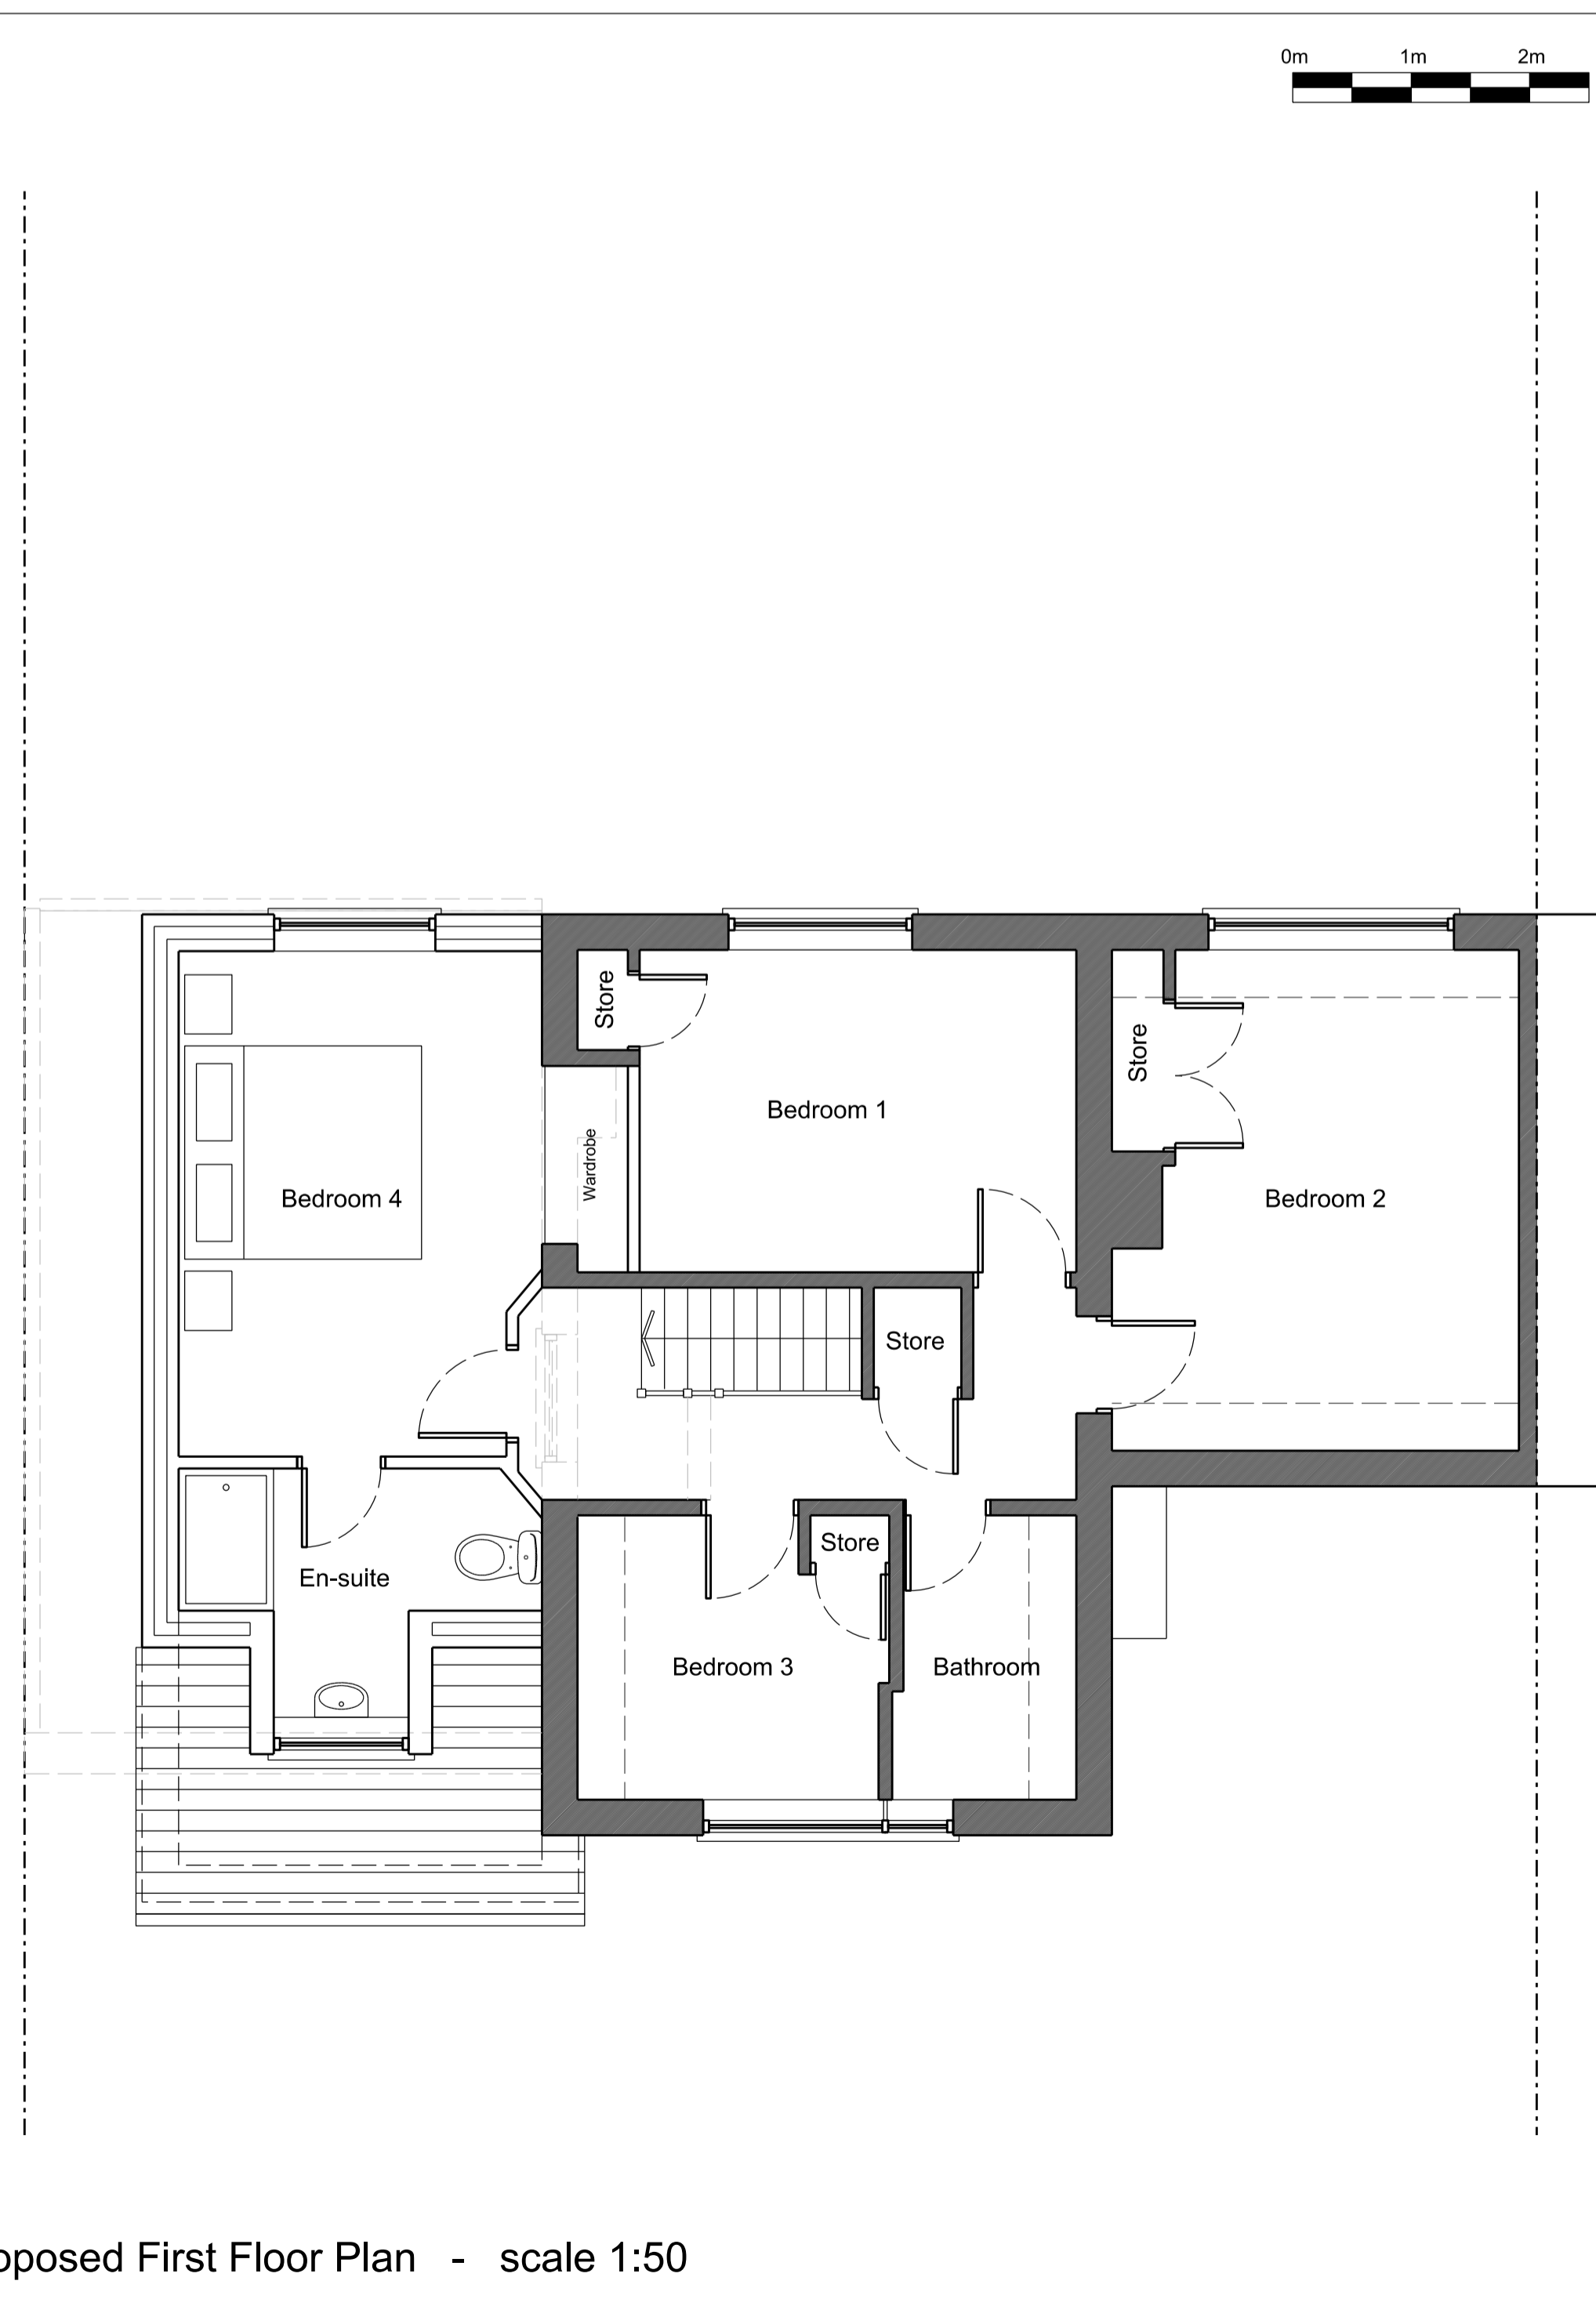 0m 1m 2m
Store
Store
Bedroom 1
Wardrobe
Bedroom 4
Bedroom 2
Store
Store
En-suite
Bedroom 3
Bathroom
oposed First Floor Plan - scale 1:50